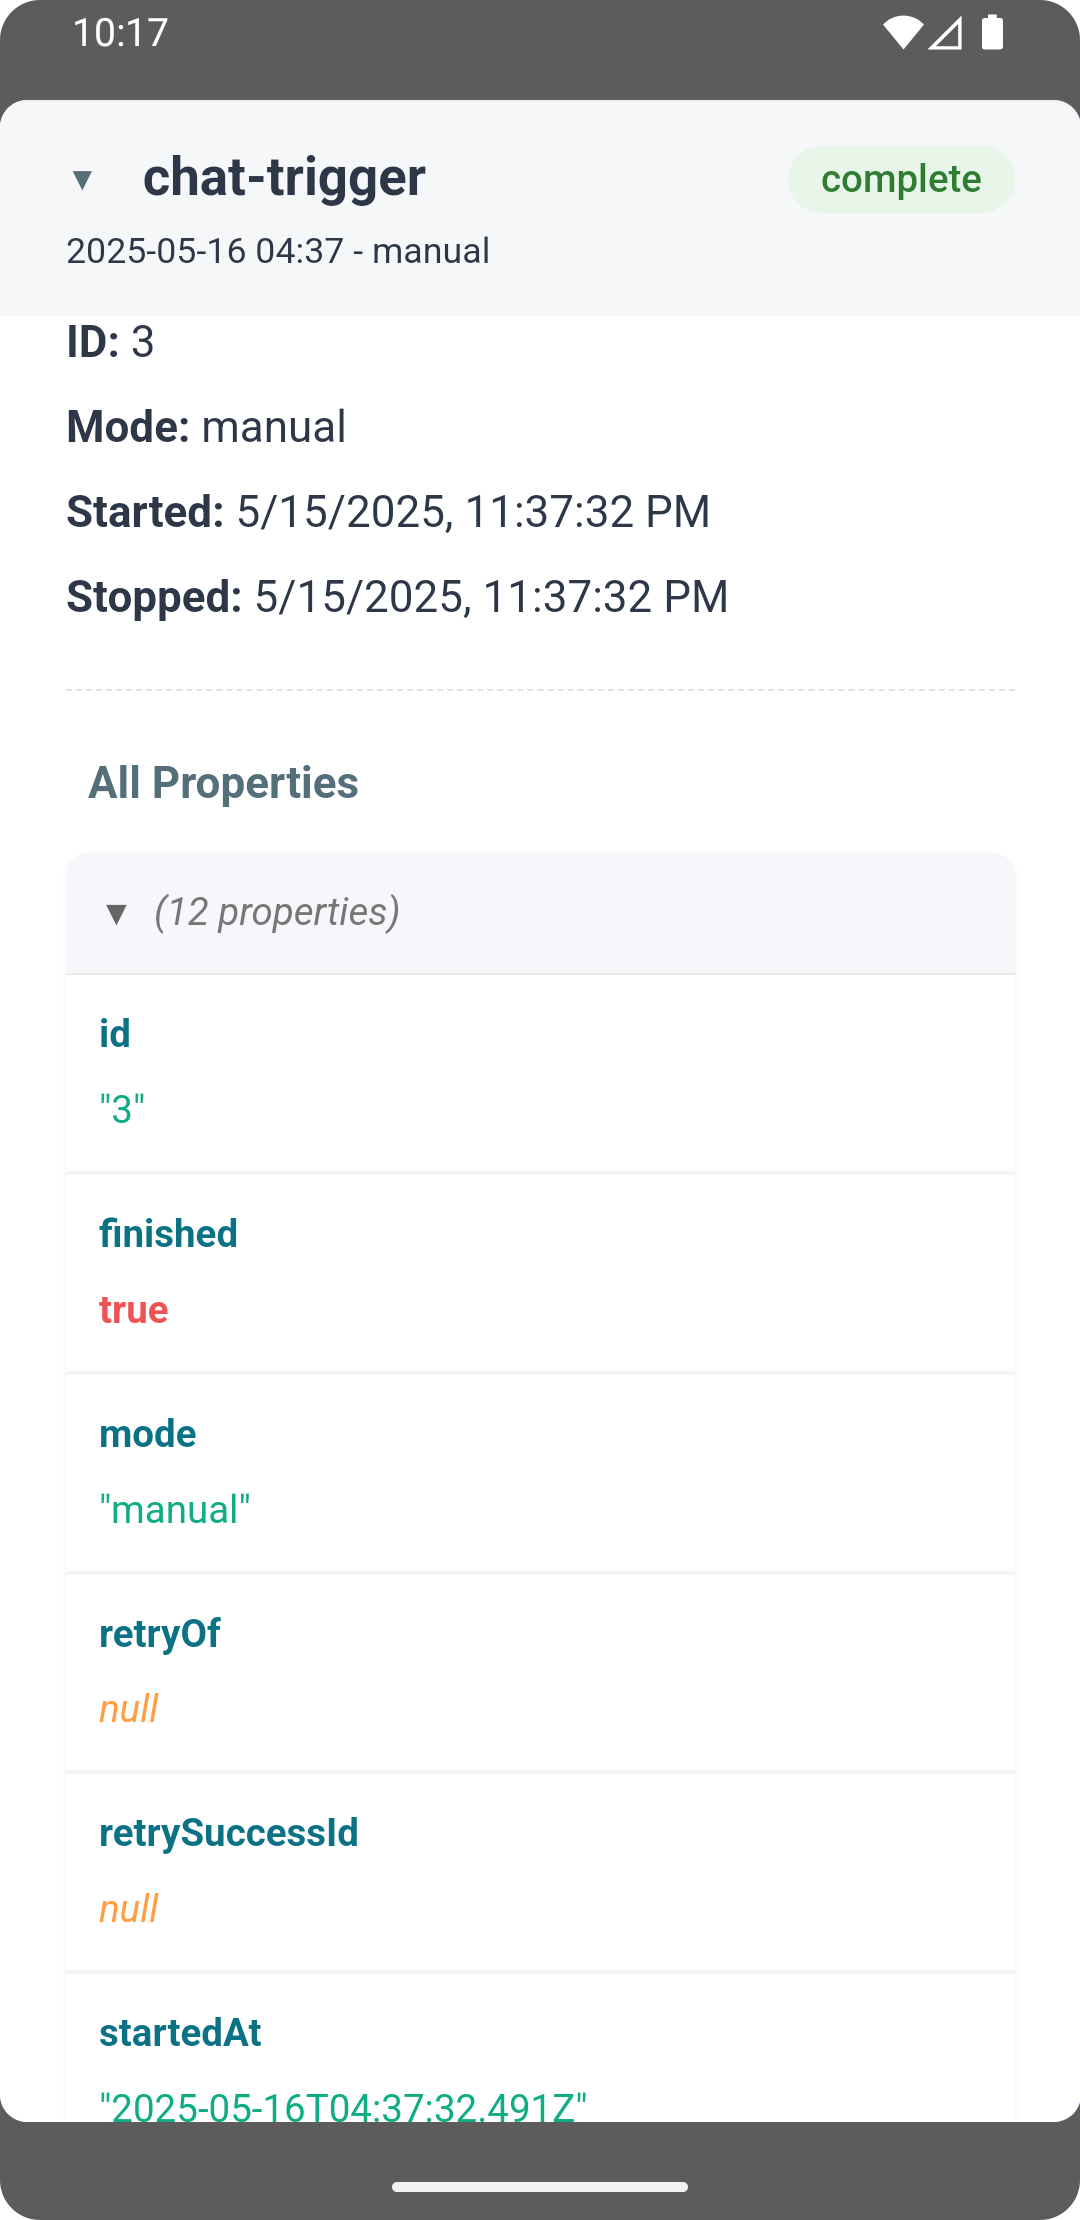 10:17
▼ chat-trigger complete
2025-05-16 04:37 - manual
ID: 3
Mode: manual
Started: 5/15/2025, 11:37:32 PM
Stopped: 5/15/2025, 11:37:32 PM
All Properties
▼ (12 properties)
id
"3"
finished
true
mode
"manual"
retryOf
null
retrySuccessId
null
startedAt
"2025-05-16T04:37:32.491Z"